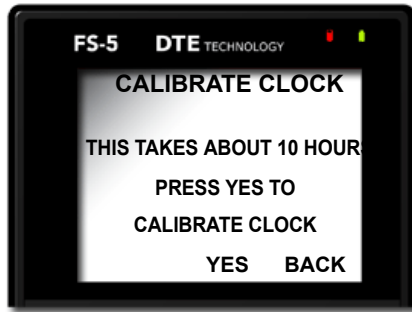 FS-5 DTE TECHNOLOGY
CALIBRATE CLOCK
THIS TAKES ABOUT 10 HOUR
PRESS YES TO
CALIBRATE CLOCK
YES BACK